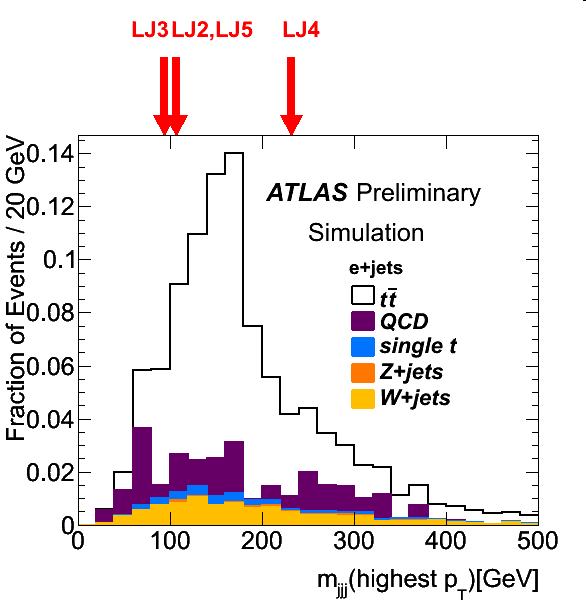 LJ3 LJ2,LJ5 LJ4
0.14
0.12
0.1
0.08
0.06
0.04
0.02
0
Fraction of Events / 20 GeV
ATLAS Preliminary
Simulation
e+jets
tt̄
QCD
single t
Z+jets
W+jets
0 100 200 300 400 500
mjjj(highest pT)[GeV]